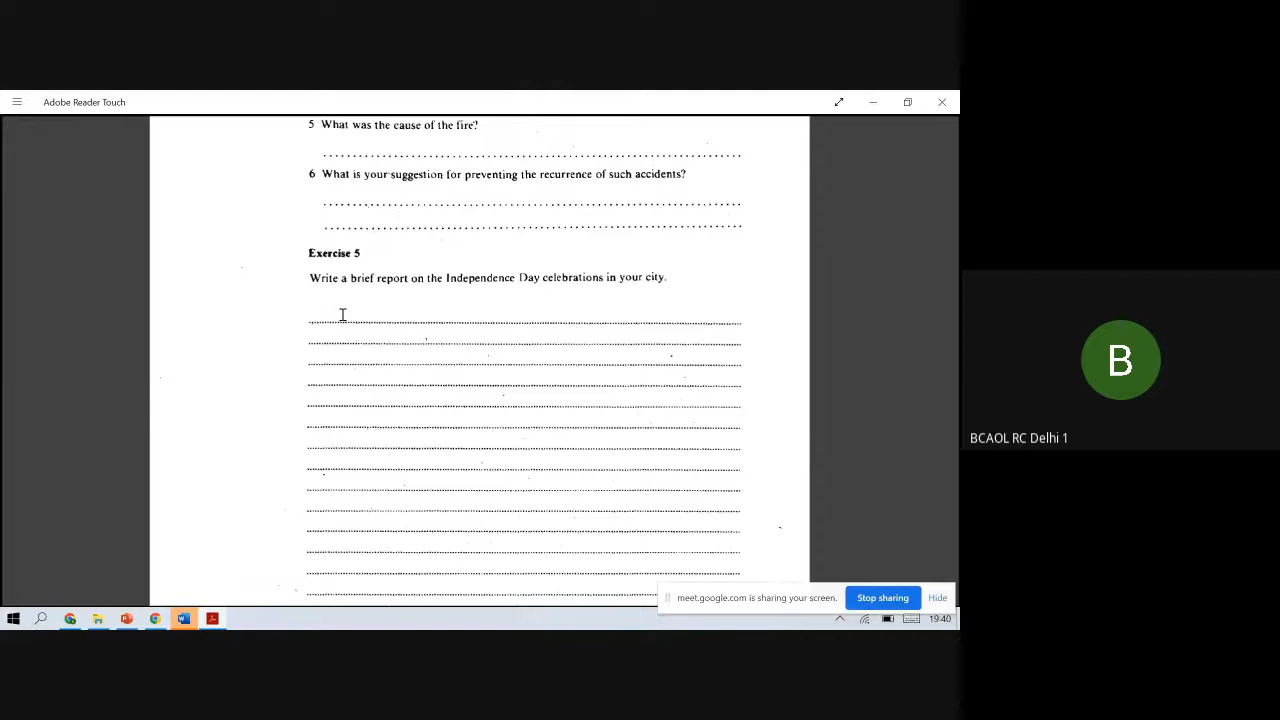 Adobe Reader Touch
5 What was the cause of the fire?
6 What is your suggestion for preventing the recurrence of such accidents?
Exercise 5
Write a brief report on the Independence Day celebrations in your city.
B
BCAOL RC Delhi 1
meet.google.com is sharing your screen.
Stop sharing
Hide
19:40